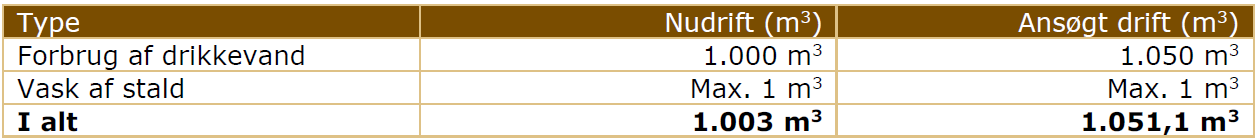 Type Nudrift (m³) Ansøgt drift (m³)
Forbrug af drikkevand 1.000 m³ 1.050 m³
Vask af stald Max. 1 m³ Max. 1 m³
I alt 1.003 m³ 1.051,1 m³